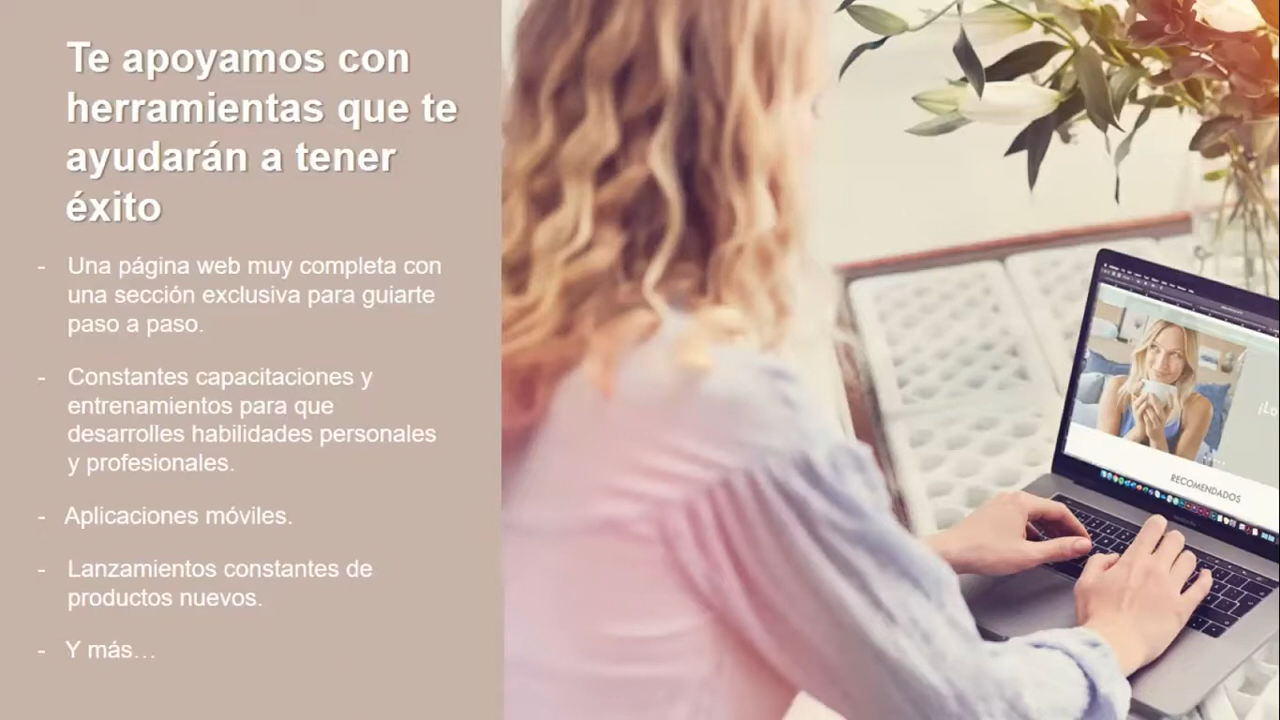 Te apoyamos con
herramientas que te
ayudarán a tener
éxito
- Una página web muy completa con
una sección exclusiva para guiarte
paso a paso.
- Constantes capacitaciones y
entrenamientos para que
desarrolles habilidades personales
y profesionales.
- Aplicaciones móviles.
- Lanzamientos constantes de
productos nuevos.
- Y más…
¡Lo
RECOMENDADOS